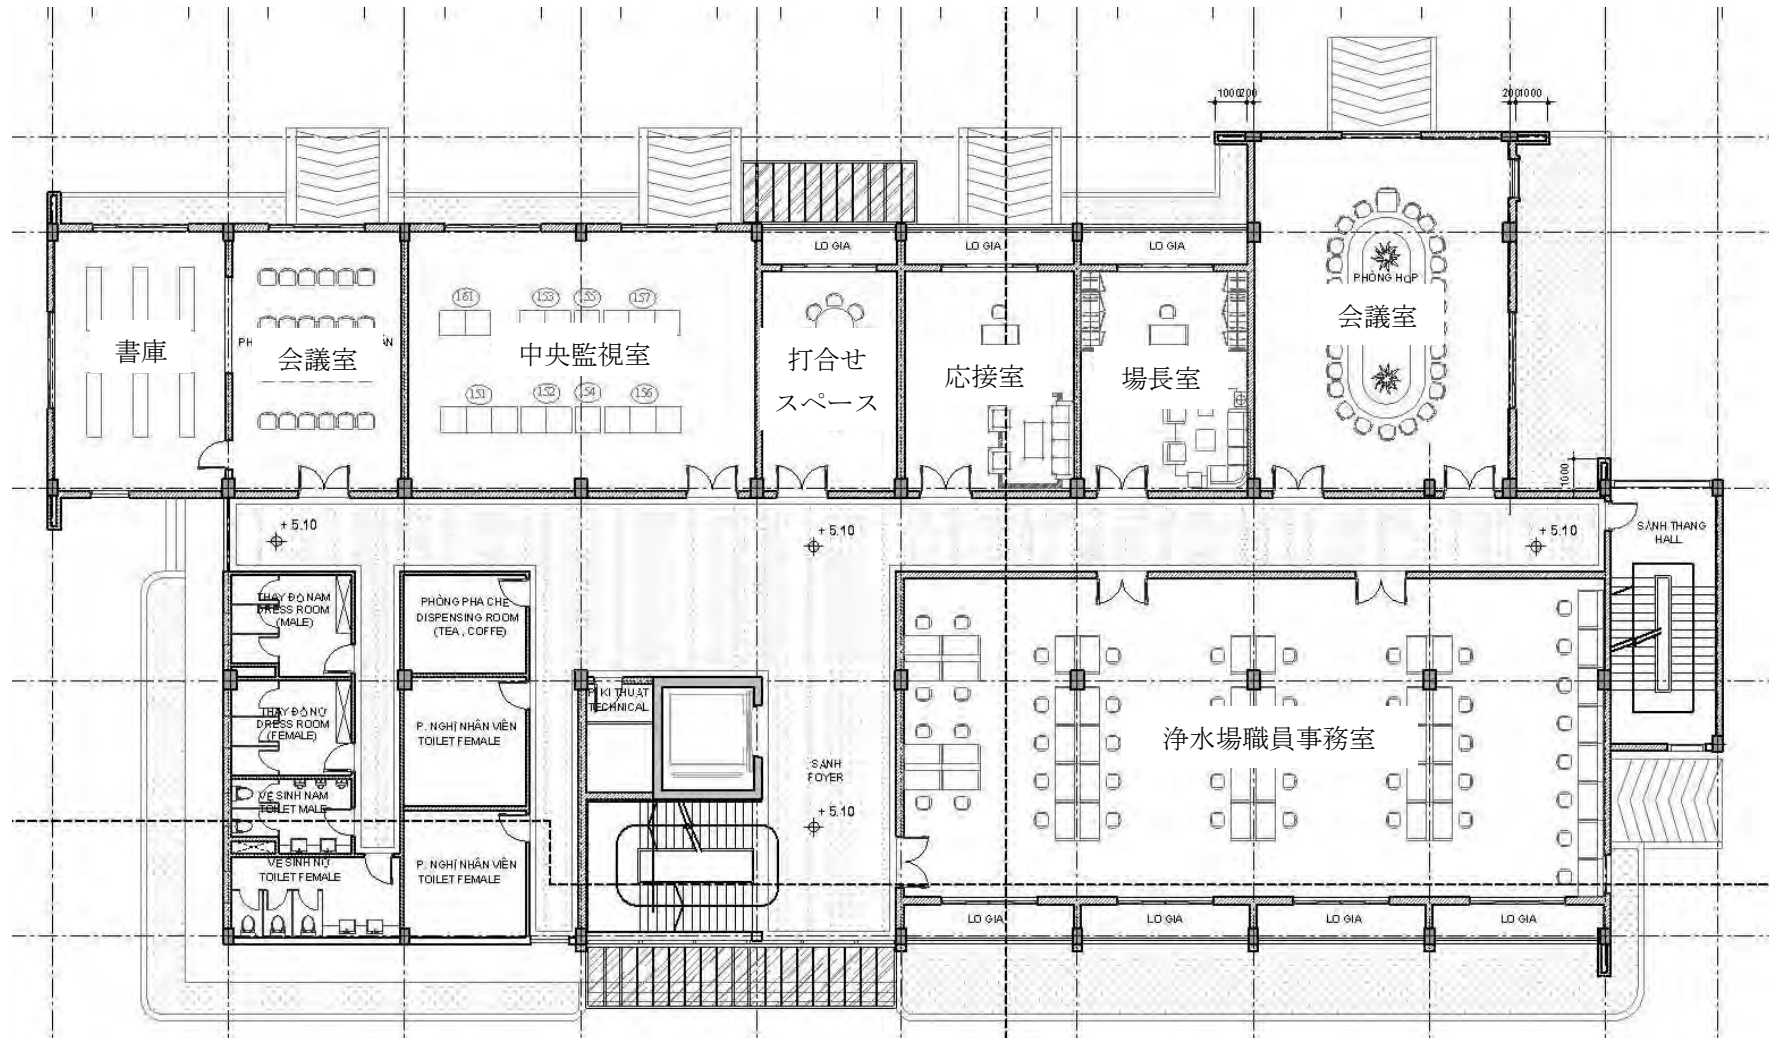 1000 200
200 1000
LO GIA
LO GIA
LO GIA
161
153
155
157
PHÒNG HỌP
会議室
書庫
PH
ÂN
会議室
中央監視室
打合せ
スペース
応接室
場長室
151
152
154
156
1000
+ 5.10
+ 5.10
+ 5.10
SẢNH THANG
HALL
THAY ĐỒ NAM
DRESS ROOM
(MALE)
PHÒNG PHA CHẾ
DISPENSING ROOM
(TEA , COFFE)
THAY ĐỒ NỮ
DRESS ROOM
(FEMALE)
P. NGHỈ NHÂN VIÊN
TOILET FEMALE
P. KĨ THUẬT
TECHNICAL
SẢNH
FOYER
+ 5.10
浄水場職員事務室
VỆ SINH NAM
TOILET MALE
VỆ SINH NỮ
TOILET FEMALE
P. NGHỈ NHÂN VIÊN
TOILET FEMALE
LO GIA
LO GIA
LO GIA
LO GIA